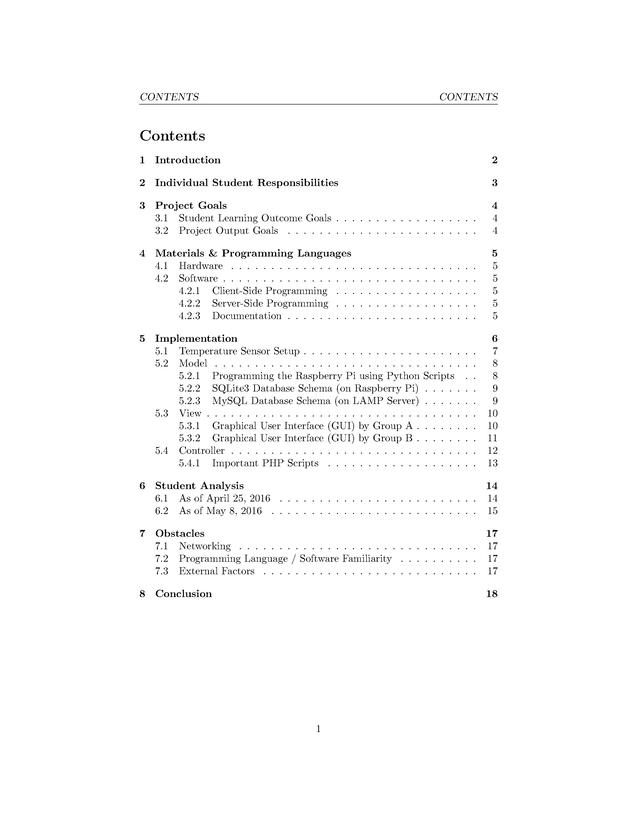 CONTENTS CONTENTS
Contents
1 Introduction 2
2 Individual Student Responsibilities 3
3 Project Goals 4
3.1 Student Learning Outcome Goals . . . . . . . . . . . . . . . . . . 4
3.2 Project Output Goals . . . . . . . . . . . . . . . . . . . . . . . . 4
4 Materials & Programming Languages 5
4.1 Hardware . . . . . . . . . . . . . . . . . . . . . . . . . . . . . . . 5
4.2 Software . . . . . . . . . . . . . . . . . . . . . . . . . . . . . . . . 5
4.2.1 Client-Side Programming . . . . . . . . . . . . . . . . . . 5
4.2.2 Server-Side Programming . . . . . . . . . . . . . . . . . . 5
4.2.3 Documentation . . . . . . . . . . . . . . . . . . . . . . . . 5
5 Implementation 6
5.1 Temperature Sensor Setup . . . . . . . . . . . . . . . . . . . . . . 7
5.2 Model . . . . . . . . . . . . . . . . . . . . . . . . . . . . . . . . . 8
5.2.1 Programming the Raspberry Pi using Python Scripts . . 8
5.2.2 SQLite3 Database Schema (on Raspberry Pi) . . . . . . . 9
5.2.3 MySQL Database Schema (on LAMP Server) . . . . . . . 9
5.3 View . . . . . . . . . . . . . . . . . . . . . . . . . . . . . . . . . . 10
5.3.1 Graphical User Interface (GUI) by Group A . . . . . . . . 10
5.3.2 Graphical User Interface (GUI) by Group B . . . . . . . . 11
5.4 Controller . . . . . . . . . . . . . . . . . . . . . . . . . . . . . . . 12
5.4.1 Important PHP Scripts . . . . . . . . . . . . . . . . . . . 13
6 Student Analysis 14
6.1 As of April 25, 2016 . . . . . . . . . . . . . . . . . . . . . . . . . 14
6.2 As of May 8, 2016 . . . . . . . . . . . . . . . . . . . . . . . . . . 15
7 Obstacles 17
7.1 Networking . . . . . . . . . . . . . . . . . . . . . . . . . . . . . . 17
7.2 Programming Language / Software Familiarity . . . . . . . . . . 17
7.3 External Factors . . . . . . . . . . . . . . . . . . . . . . . . . . . 17
8 Conclusion 18
1